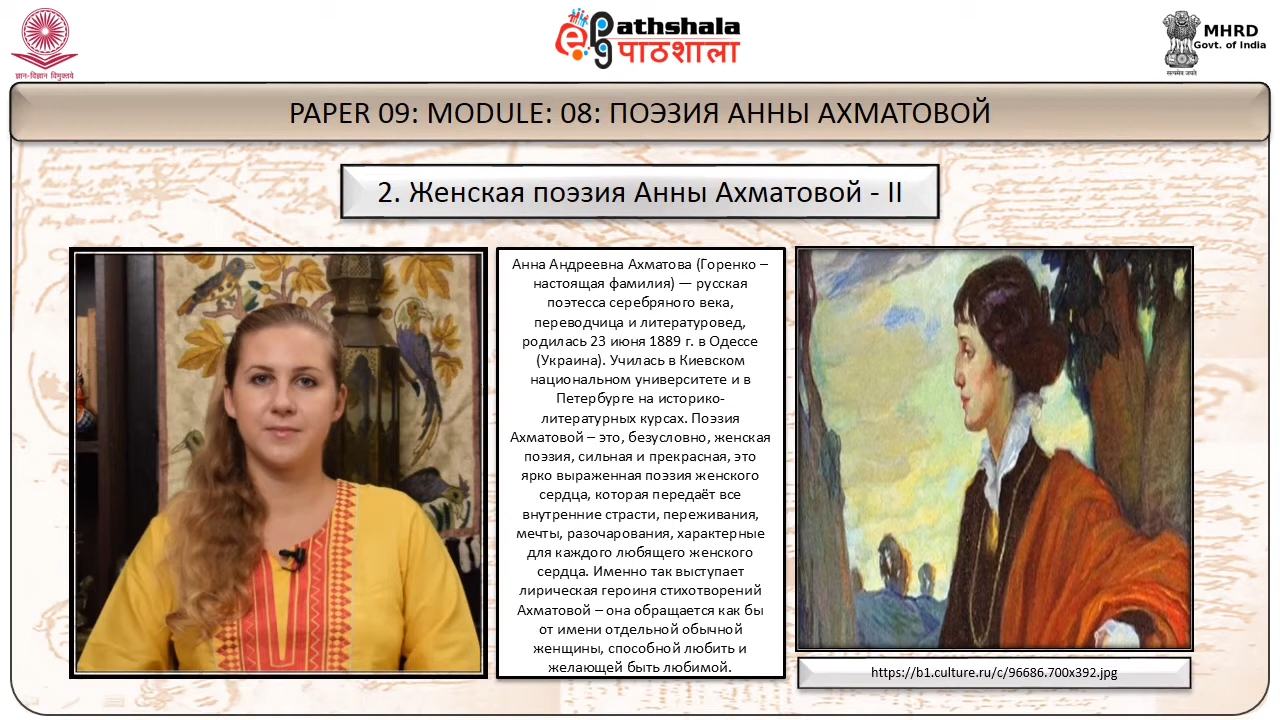 ज्ञान-विज्ञान विमुक्तये
ePG Pathshala
पाठशाला
MHRD
Govt. of India
सत्यमेव जयते
PAPER 09: MODULE: 08: ПОЭЗИЯ АННЫ АХМАТОВОЙ
2. Женская поэзия Анны Ахматовой - II
Анна Андреевна Ахматова (Горенко –
настоящая фамилия) — русская
поэтесса серебряного века,
переводчица и литературовед,
родилась 23 июня 1889 г. в Одессе
(Украина). Училась в Киевском
национальном университете и в
Петербурге на историко-
литературных курсах. Поэзия
Ахматовой – это, безусловно, женская
поэзия, сильная и прекрасная, это
ярко выраженная поэзия женского
сердца, которая передаёт все
внутренние страсти, переживания,
мечты, разочарования, характерные
для каждого любящего женского
сердца. Именно так выступает
лирическая героиня стихотворений
Ахматовой – она обращается как бы
от имени отдельной обычной
женщины, способной любить и
желающей быть любимой.
https://b1.culture.ru/c/96686.700x392.jpg